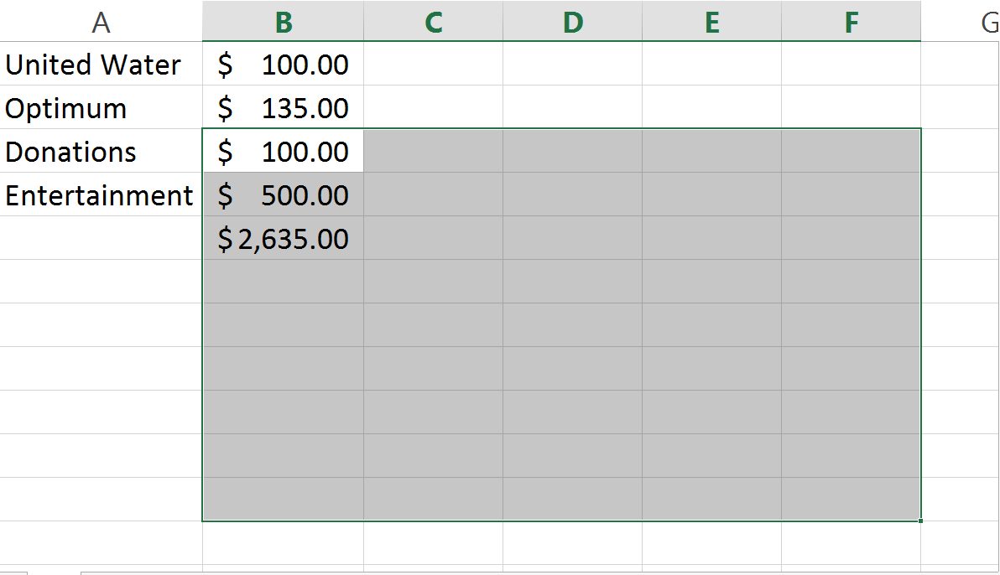 A B C D E F G
United Water $ 100.00
Optimum $ 135.00
Donations $ 100.00
Entertainment $ 500.00
$2,635.00